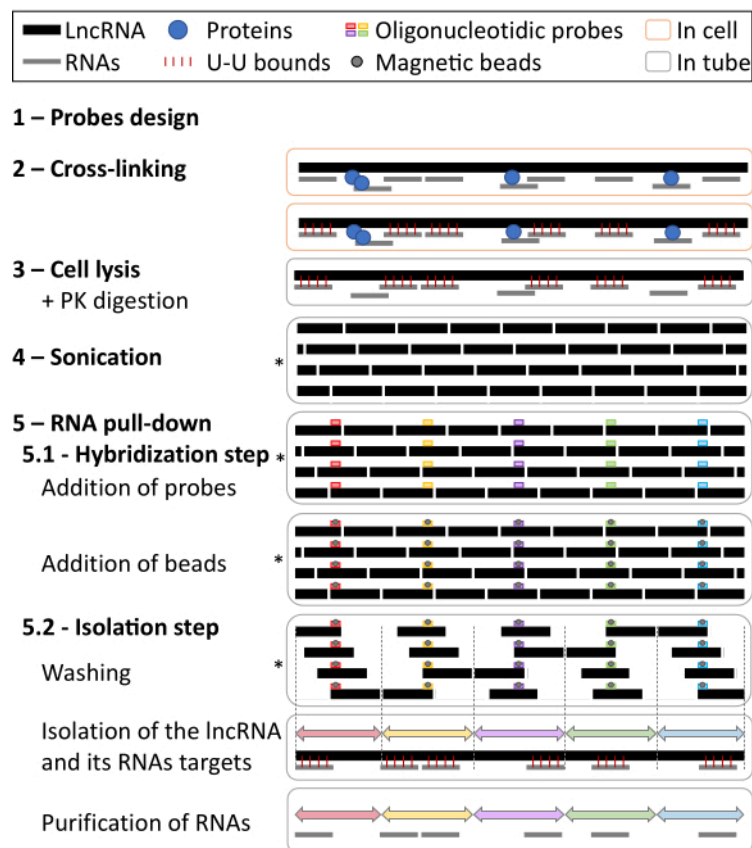 LncRNA Proteins Oligonucleotidic probes In cell
RNAs U-U bounds Magnetic beads In tube
1 – Probes design
2 – Cross-linking
3 – Cell lysis
+ PK digestion
4 – Sonication
*
5 – RNA pull-down
5.1 - Hybridization step *
Addition of probes
Addition of beads *
5.2 - Isolation step
Washing *
Isolation of the lncRNA
and its RNAs targets
Purification of RNAs